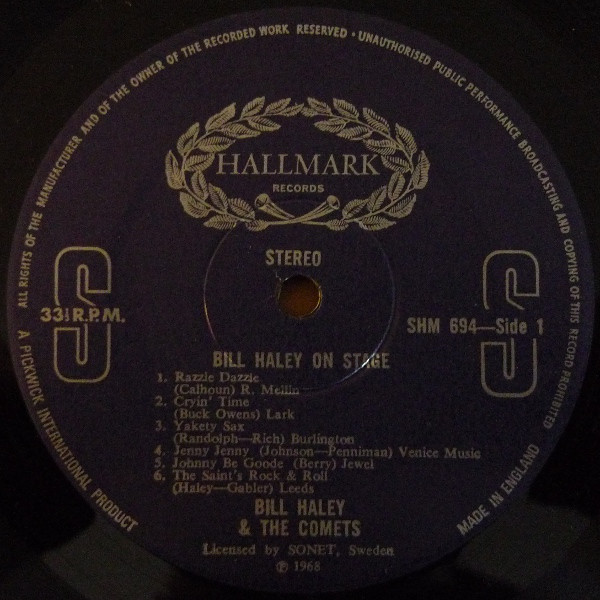 ALL RIGHTS OF THE MANUFACTURER AND OF THE OWNER OF THE RECORDED WORK RESERVED · UNAUTHORISED PUBLIC PERFORMANCE BROADCASTING AND COPYING OF THIS RECORD PROHIBITED
HALLMARK
RECORDS
STEREO
S
S
33⅓ R.P.M.
SHM 694—Side 1
BILL HALEY ON STAGE
1. Razzle Dazzle
(Calhoun) R. Mellin
2. Cryin' Time
(Buck Owens) Lark
3. Yakety Sax
(Randolph—Rich) Burlington
4. Jenny Jenny (Johnson—Penniman) Venice Music
5. Johnny Be Goode (Berry) Jewel
6. The Saint's Rock & Roll
(Haley—Gabler) Leeds
BILL HALEY
& THE COMETS
Licensed by SONET, Sweden
℗ 1968
A PICKWICK INTERNATIONAL PRODUCT
MADE IN ENGLAND